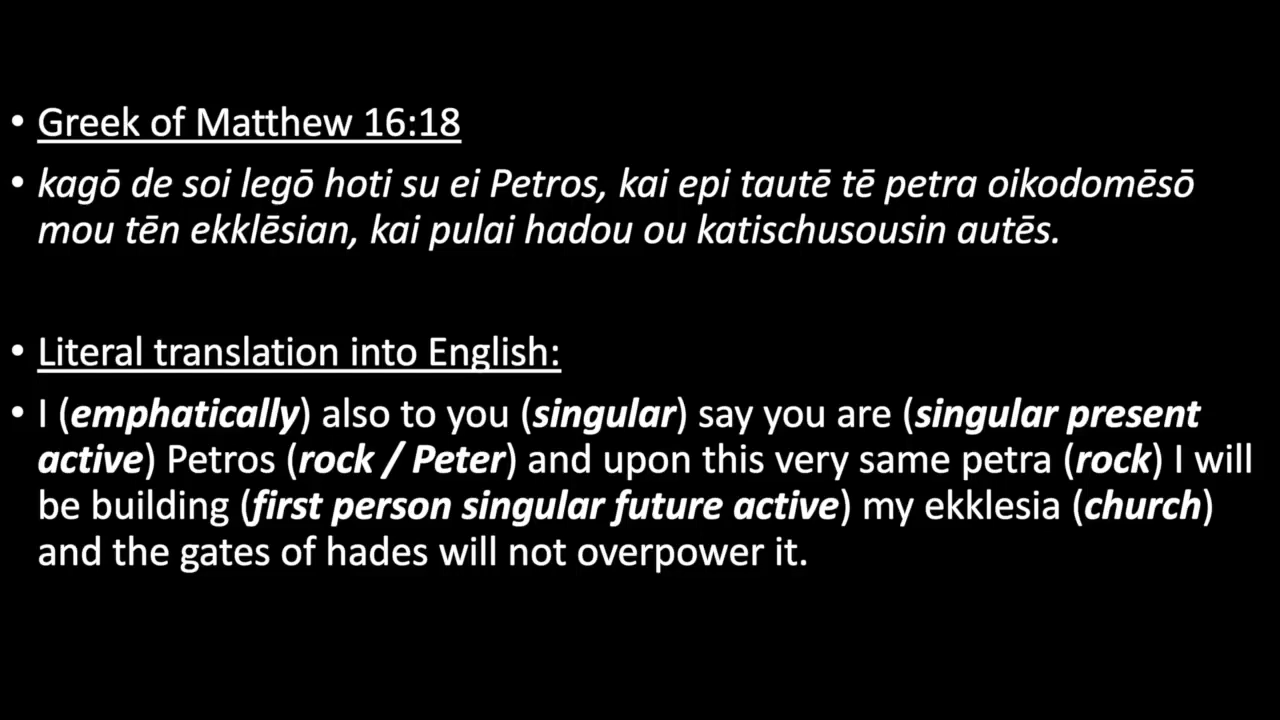 • Greek of Matthew 16:18
• kagō de soi legō hoti su ei Petros, kai epi tautē tē petra oikodomēsō
mou tēn ekklēsian, kai pulai hadou ou katischusousin autēs.
• Literal translation into English:
• I (emphatically) also to you (singular) say you are (singular present
active) Petros (rock / Peter) and upon this very same petra (rock) I will
be building (first person singular future active) my ekklesia (church)
and the gates of hades will not overpower it.